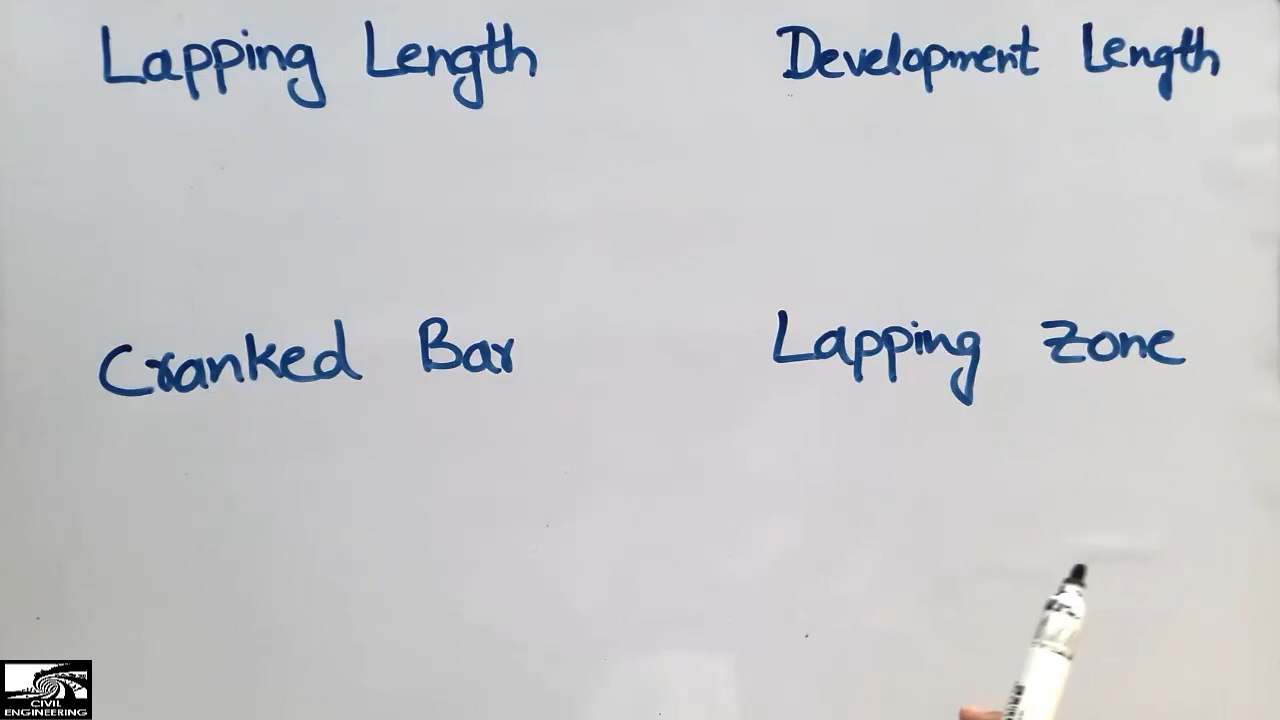 Lapping Length
Development Length
Cranked Bar
Lapping Zone
CIVIL
ENGINEERING